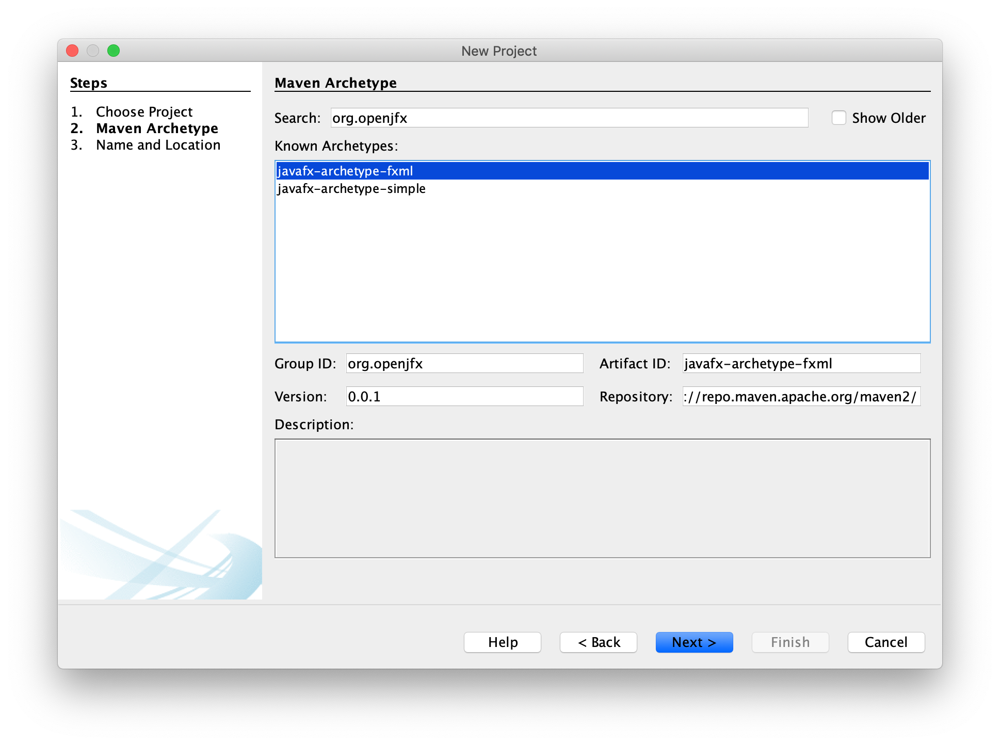 New Project
Steps
1. Choose Project
2. Maven Archetype
3. Name and Location
Maven Archetype
Search: org.openjfx Show Older
Known Archetypes:
javafx-archetype-fxml
javafx-archetype-simple
Group ID: org.openjfx Artifact ID: javafx-archetype-fxml
Version: 0.0.1 Repository: ://repo.maven.apache.org/maven2/
Description:
Help < Back Next > Finish Cancel